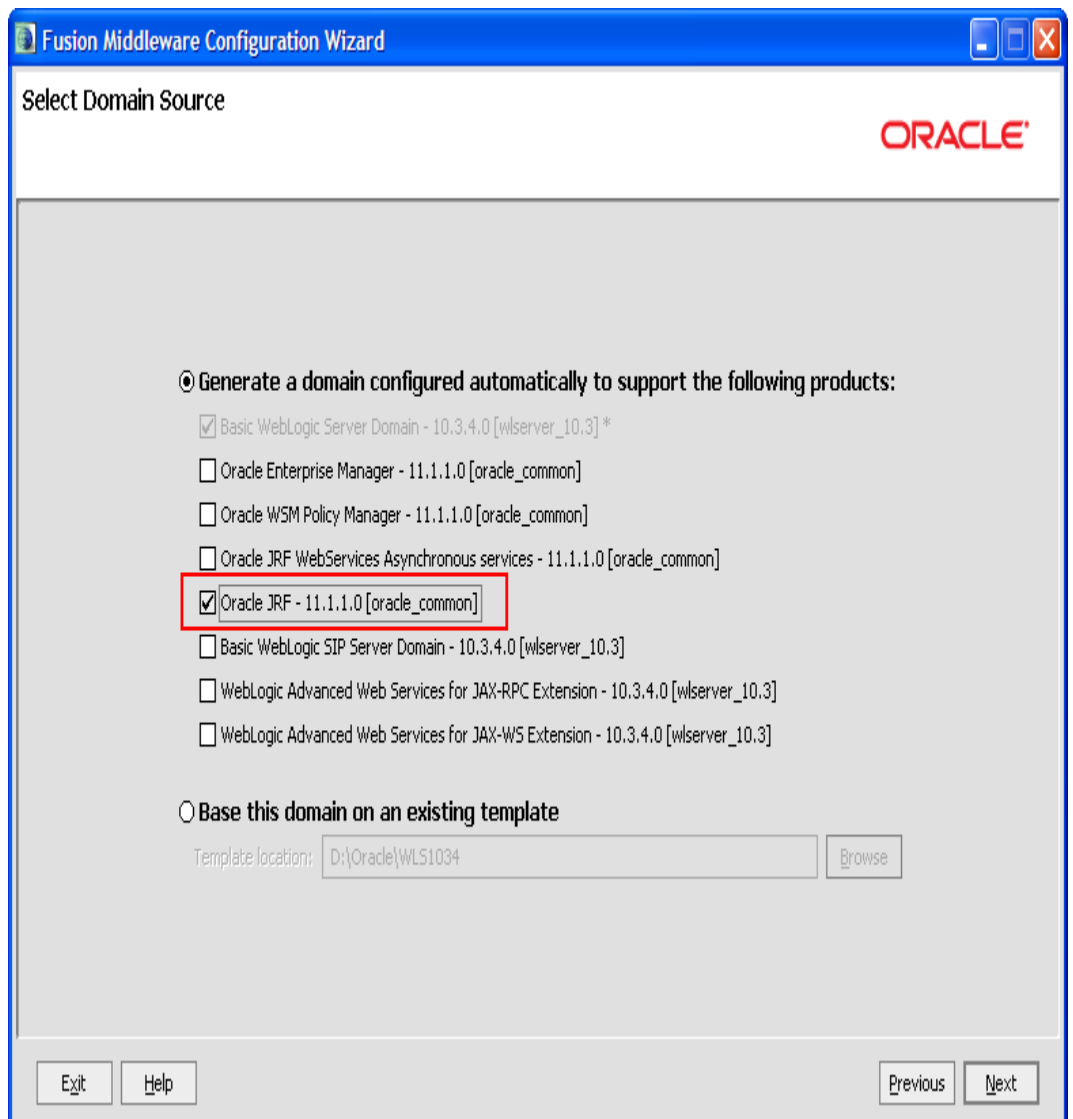 Fusion Middleware Configuration Wizard
Select Domain Source
ORACLE
Generate a domain configured automatically to support the following products:
Basic WebLogic Server Domain - 10.3.4.0 [wlserver_10.3] *
Oracle Enterprise Manager - 11.1.1.0 [oracle_common]
Oracle WSM Policy Manager - 11.1.1.0 [oracle_common]
Oracle JRF WebServices Asynchronous services - 11.1.1.0 [oracle_common]
Oracle JRF - 11.1.1.0 [oracle_common]
Basic WebLogic SIP Server Domain - 10.3.4.0 [wlserver_10.3]
WebLogic Advanced Web Services for JAX-RPC Extension - 10.3.4.0 [wlserver_10.3]
WebLogic Advanced Web Services for JAX-WS Extension - 10.3.4.0 [wlserver_10.3]
Base this domain on an existing template
Template location: D:\Oracle\WLS1034 Browse
Exit Help Previous Next